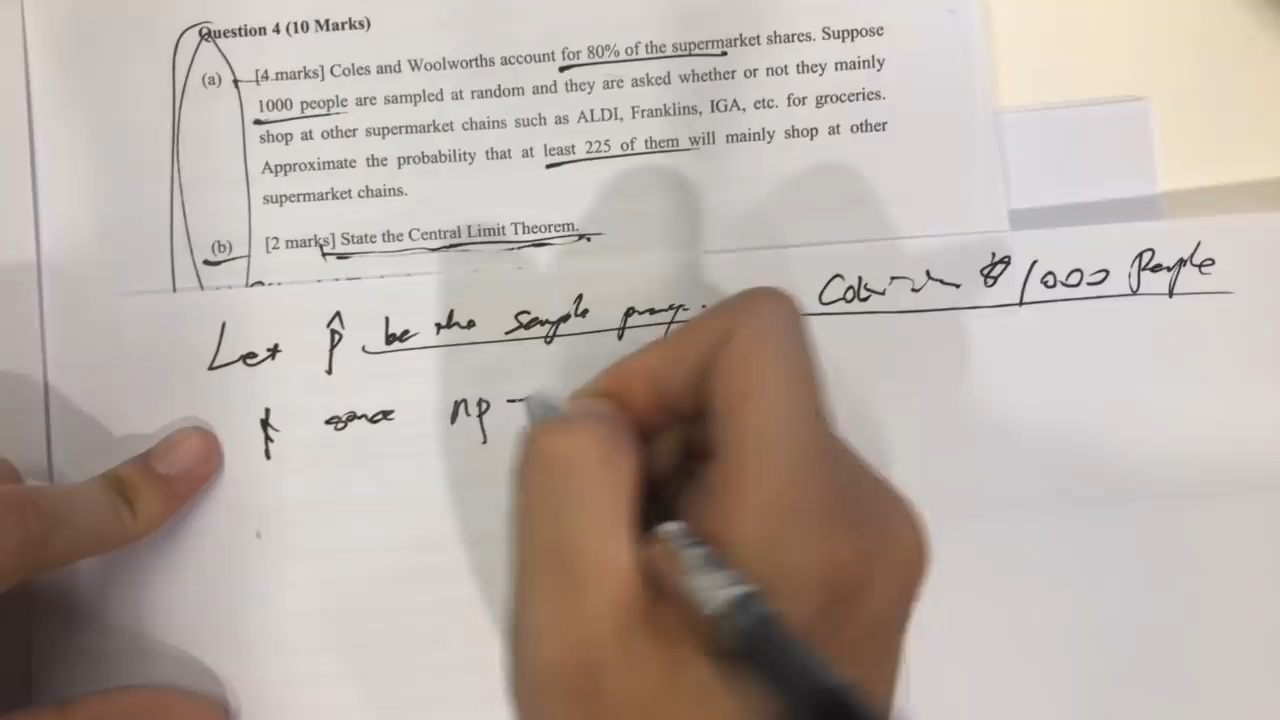 Question 4 (10 Marks)
(a) [4 marks] Coles and Woolworths account for 80% of the supermarket shares. Suppose
1000 people are sampled at random and they are asked whether or not they mainly
shop at other supermarket chains such as ALDI, Franklins, IGA, etc. for groceries.
Approximate the probability that at least 225 of them will mainly shop at other
supermarket chains.
(b) [2 marks] State the Central Limit Theorem.
Let p̂ be the sample 1000 People
np